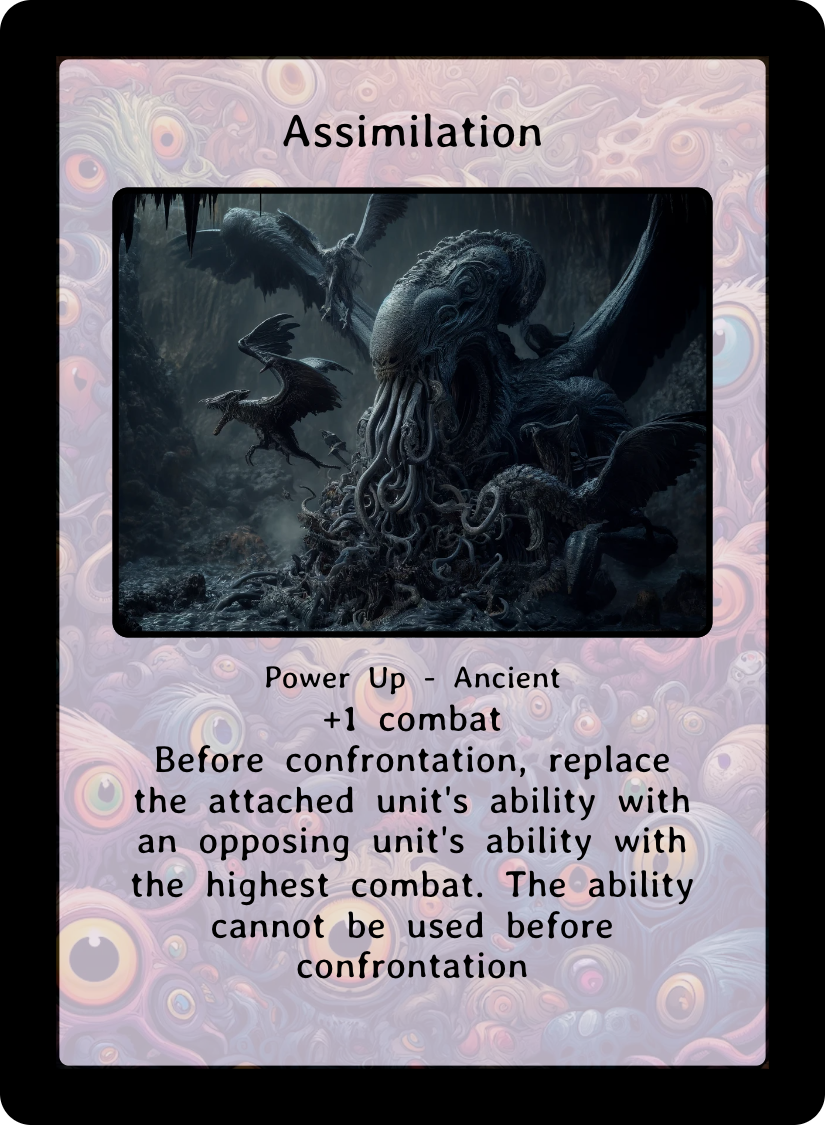 Assimilation
Power Up - Ancient
+1 combat
Before confrontation, replace
the attached unit's ability with
an opposing unit's ability with
the highest combat. The ability
cannot be used before
confrontation